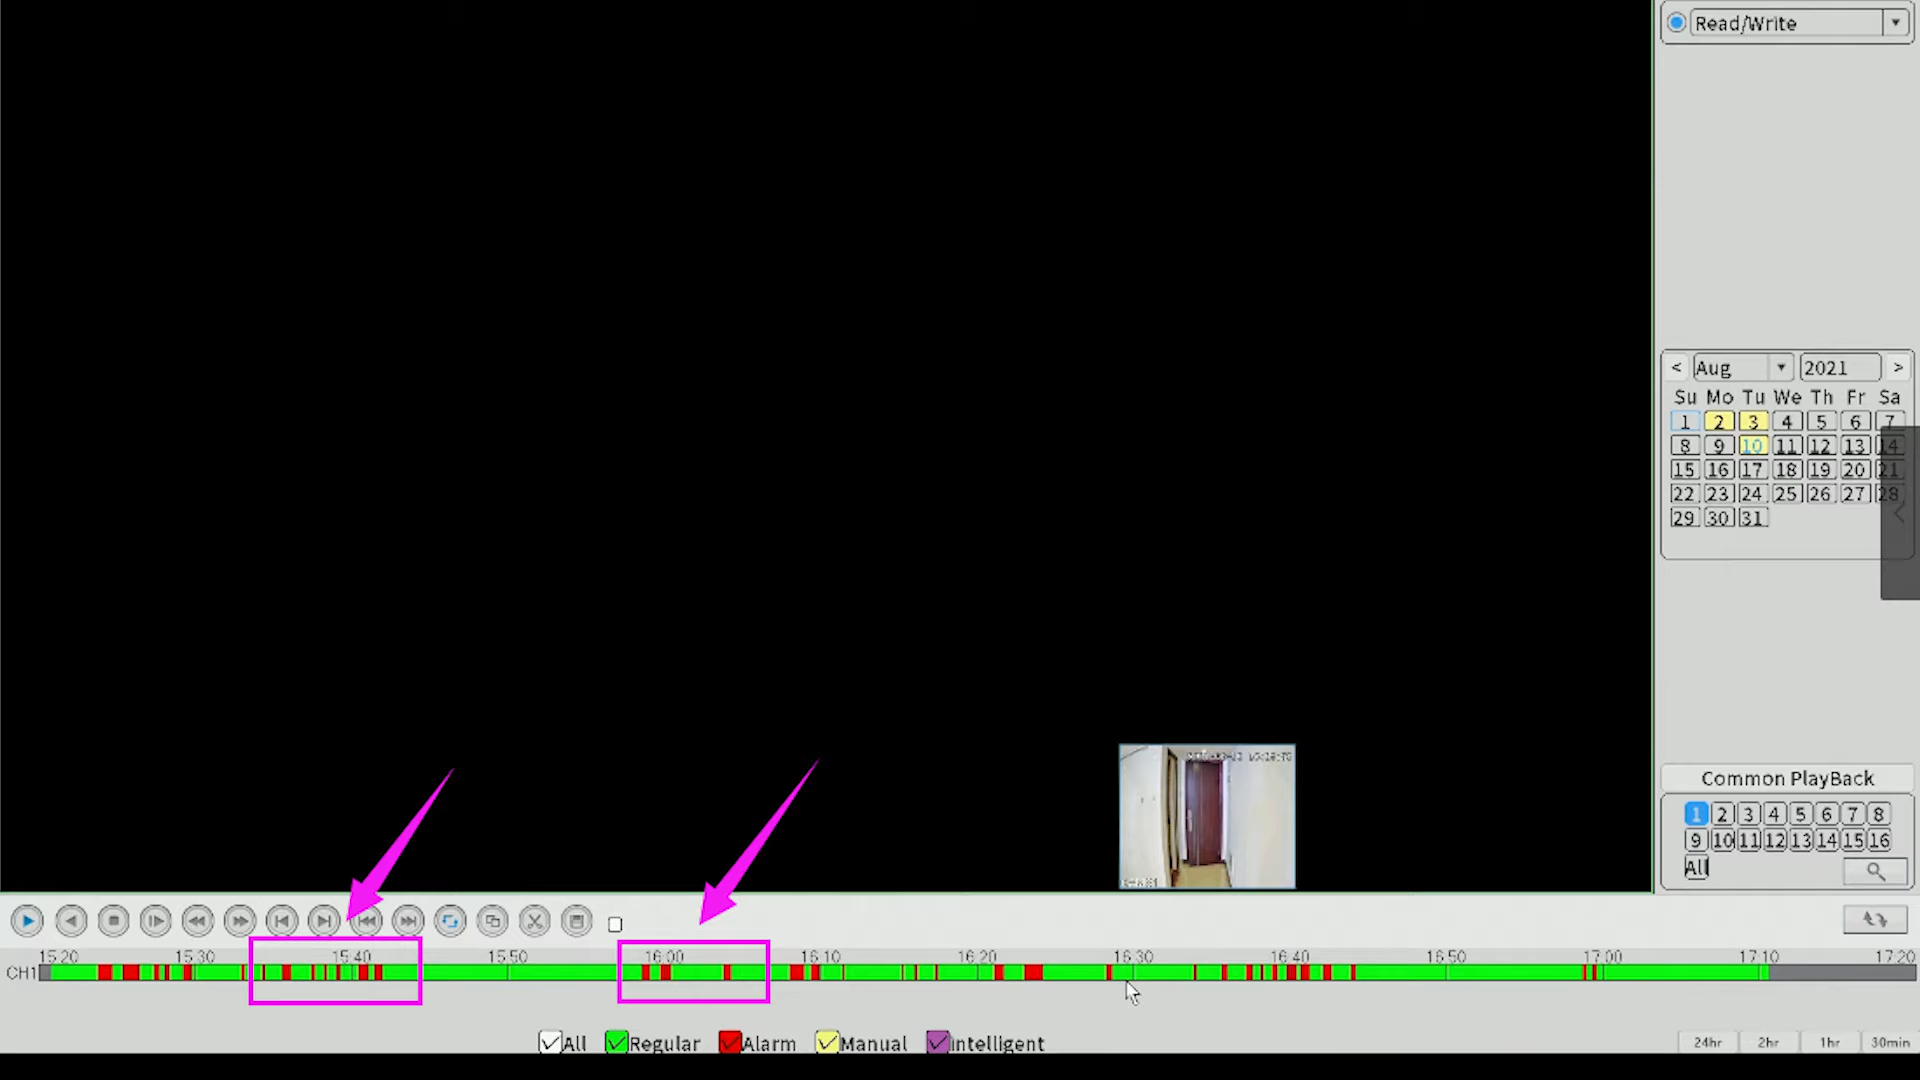 Read/Write
< Aug 2021 >
Su Mo Tu We Th Fr Sa
1 2 3 4 5 6 7
8 9 10 11 12 13 14
15 16 17 18 19 20 21
22 23 24 25 26 27 28
29 30 31
Common PlayBack
1 2 3 4 5 6 7 8
9 10 11 12 13 14 15 16
All
15:20 15:30 15:40 15:50 16:00 16:10 16:20 16:30 16:40 16:50 17:00 17:10 17:20
CH1
All Regular Alarm Manual intelligent
24hr 2hr 1hr 30min